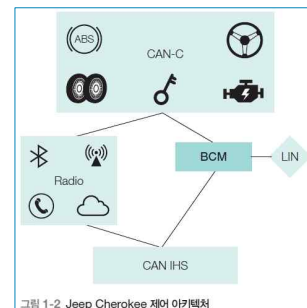 ABS
CAN-C
BCM
LIN
Radio
CAN IHS
그림 1-2 Jeep Cherokee 제어 아키텍처